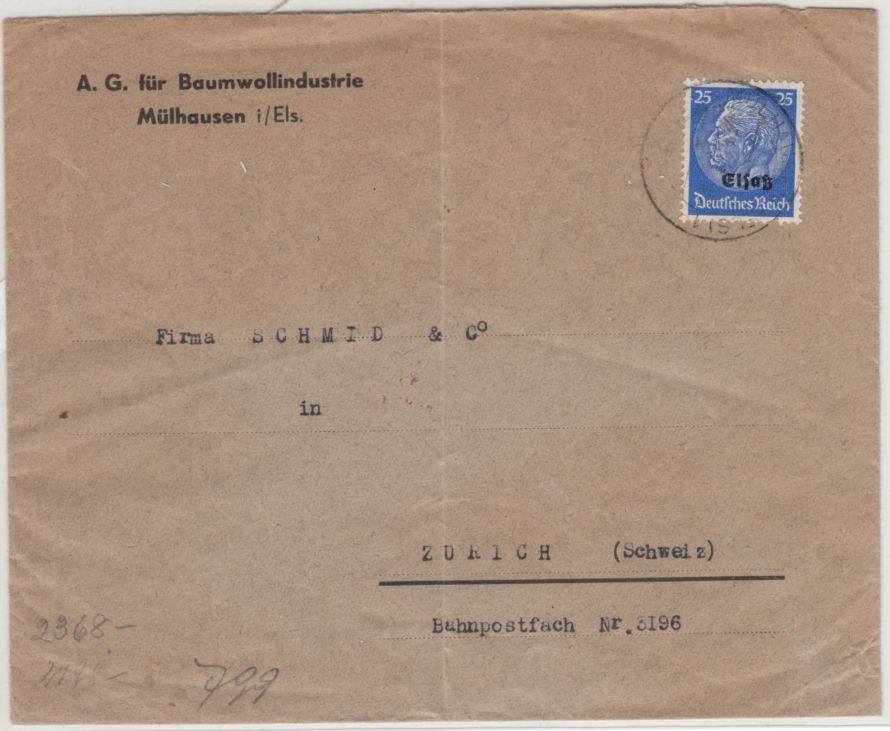 A. G. für Baumwollindustrie
Mülhausen i/Els.
25 25
Elsaß
Deutsches Reich
Firma SCHMID & Cº
in
ZURICH (Schweiz)
Bahnpostfach Nr.3I96
2368-
799